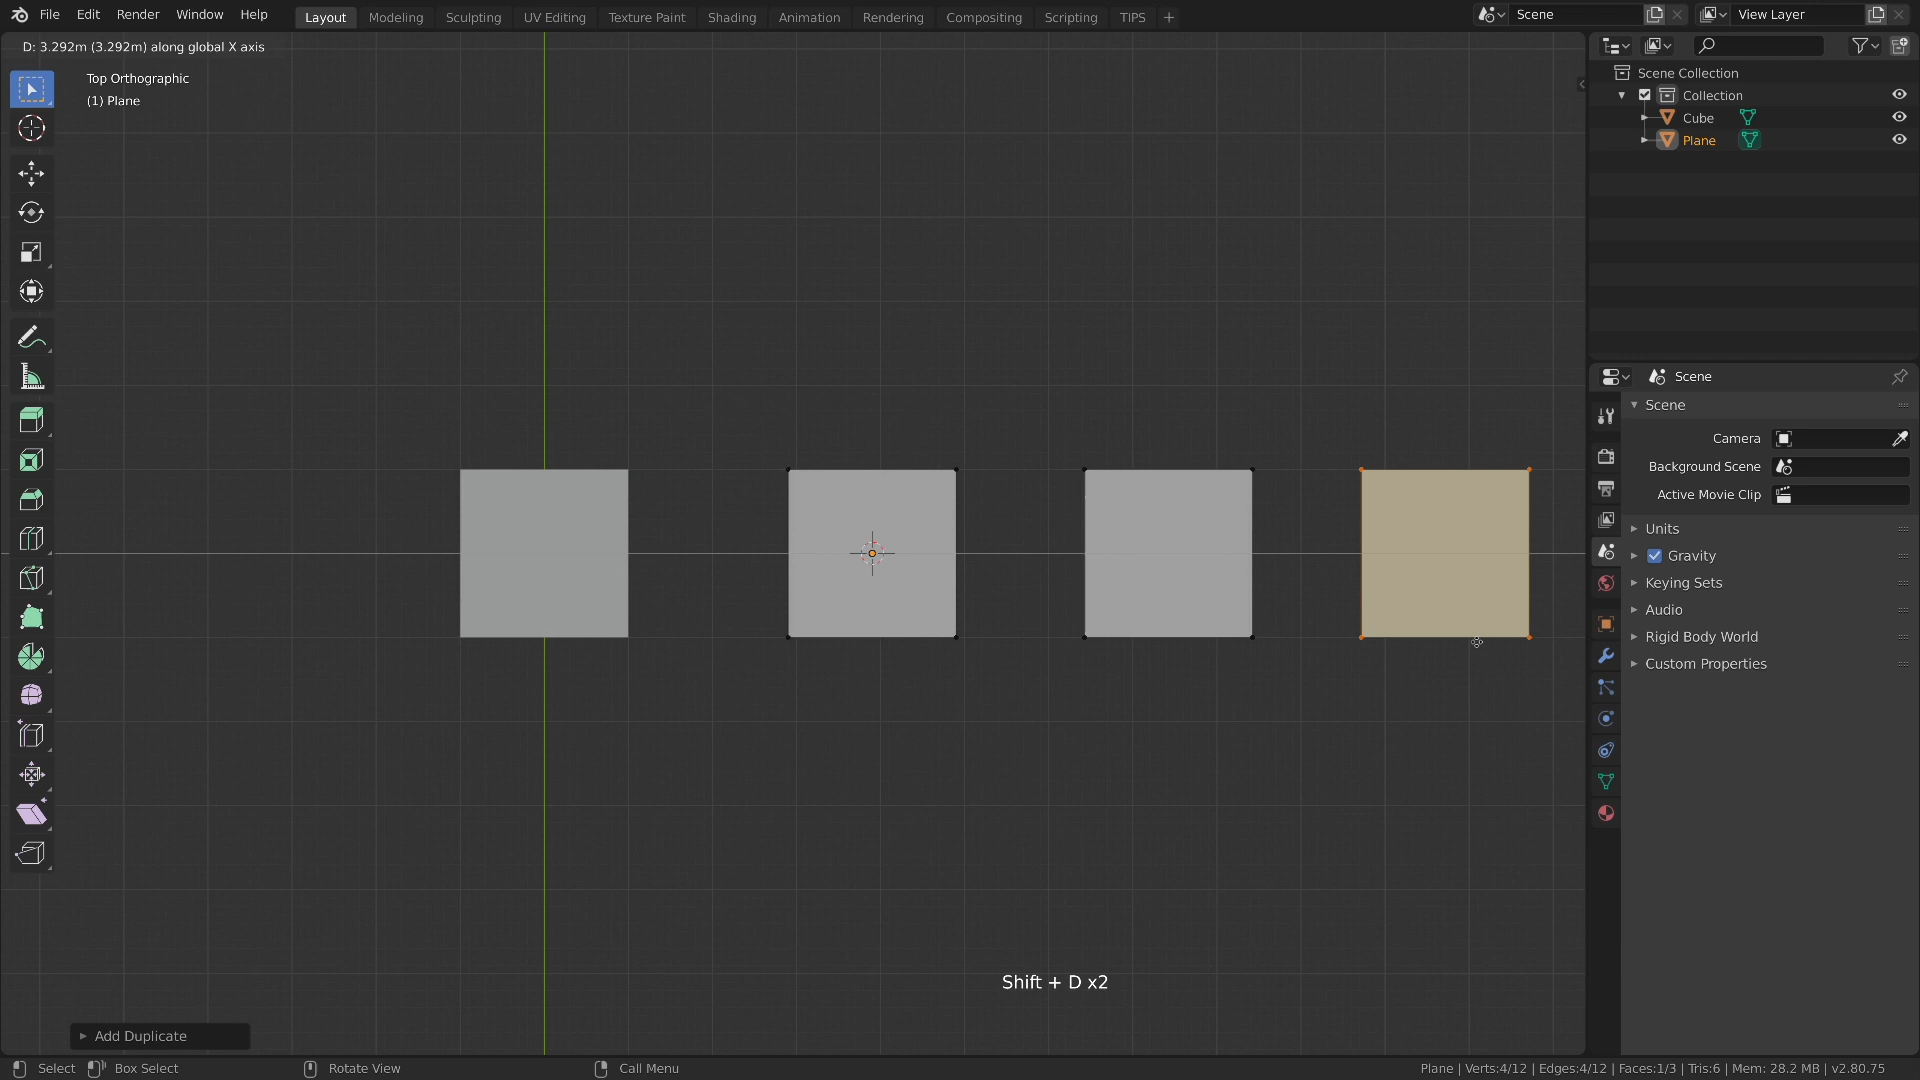 File Edit Render Window Help Layout Modeling Sculpting UV Editing Texture Paint Shading Animation Rendering Compositing Scripting TIPS + Scene View Layer
D: 3.292m (3.292m) along global X axis
Top Orthographic
(1) Plane
Scene Collection
Collection
Cube
Plane
Scene
Scene
Camera
Background Scene
Active Movie Clip
Units
Gravity
Keying Sets
Audio
Rigid Body World
Custom Properties
Shift + D x2
Add Duplicate
Select Box Select Rotate View Call Menu Plane | Verts:4/12 | Edges:4/12 | Faces:1/3 | Tris:6 | Mem: 28.2 MB | v2.80.75